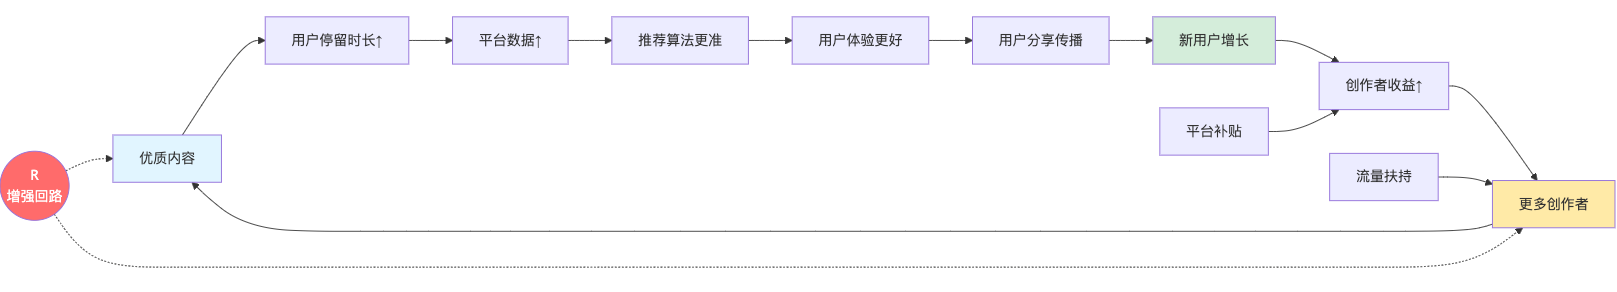 用户停留时长↑
平台数据↑
推荐算法更准
用户体验更好
用户分享传播
新用户增长
创作者收益↑
平台补贴
优质内容
流量扶持
R
增强回路
更多创作者